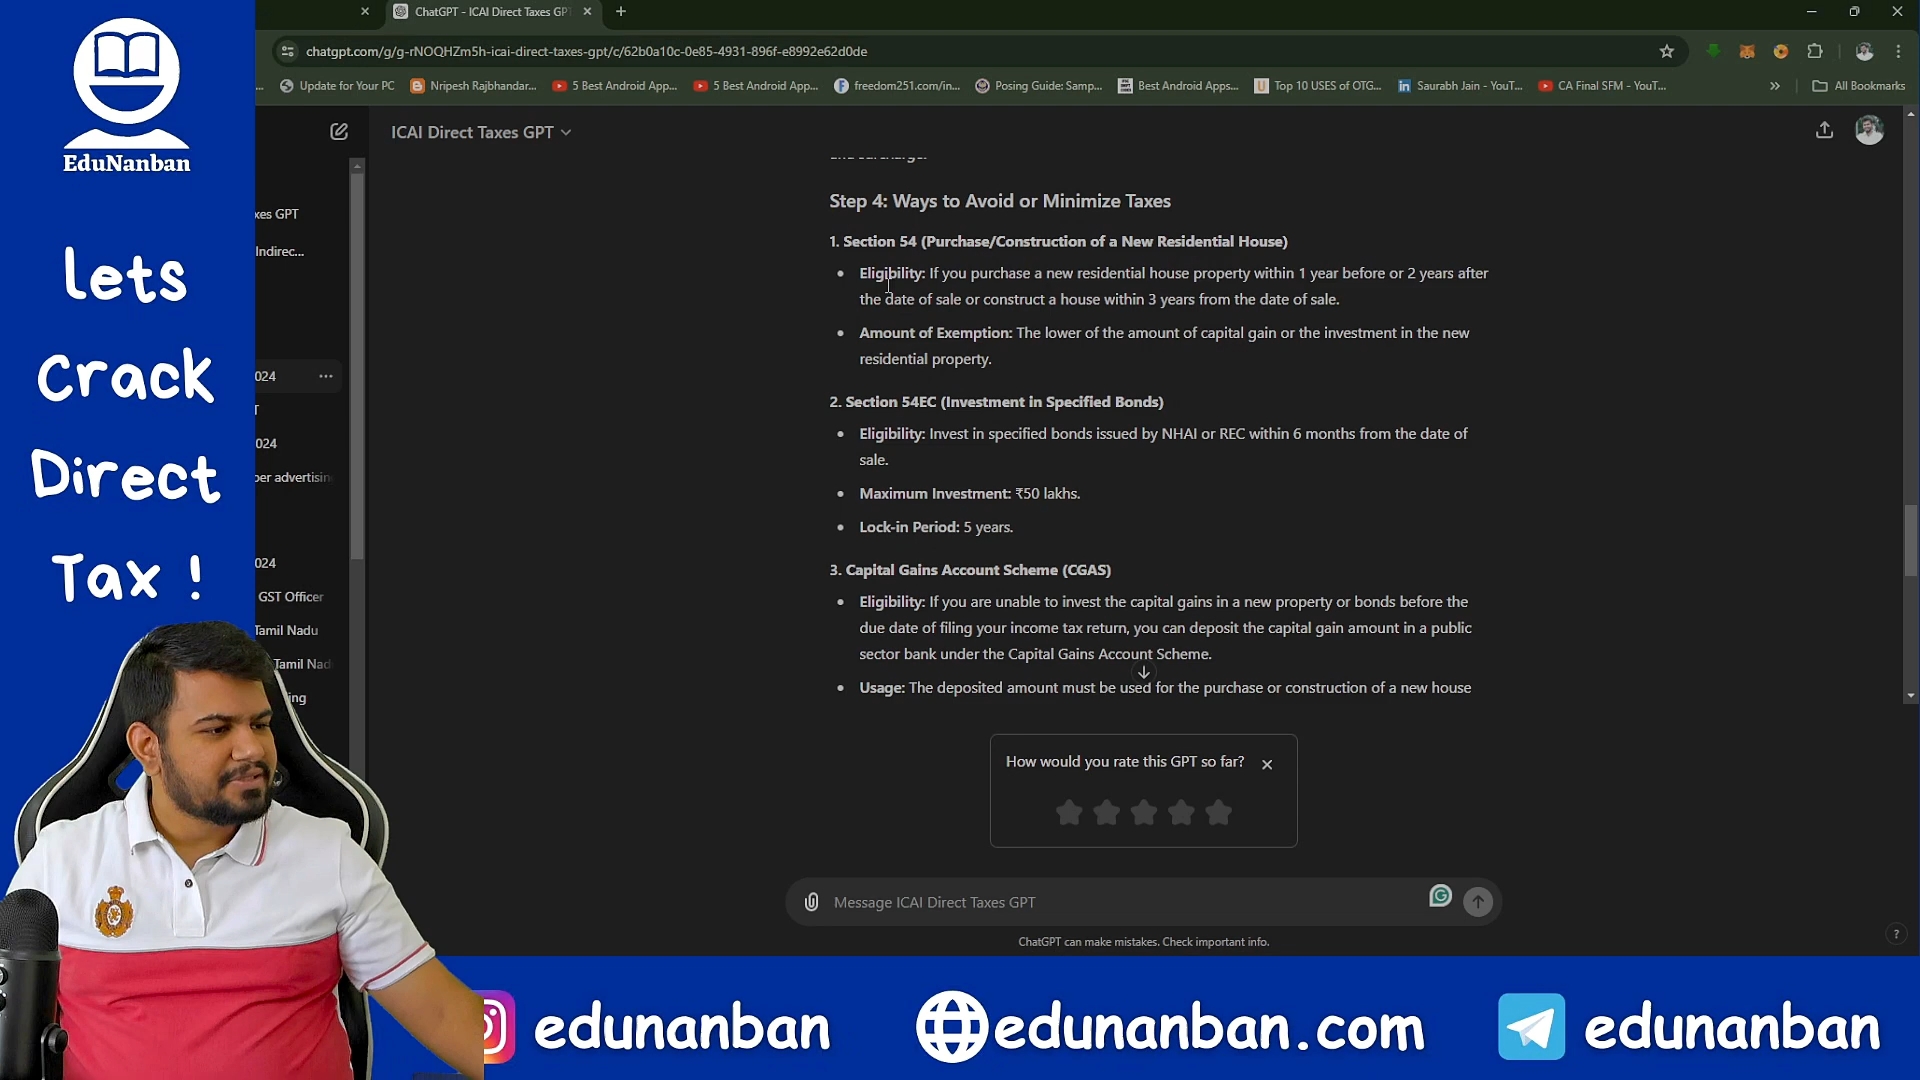 ChatGPT - ICAI Direct Taxes GPT
chatgpt.com/g/g-rNOQHZm5h-icai-direct-taxes-gpt/c/62b0a10c-0e85-4931-896f-e8992e62d0de
... Update for Your PC Nripesh Rajbhandar... 5 Best Android App... 5 Best Android App... freedom251.com/in... Posing Guide: Samp... Best Android Apps... Top 10 USES of OTG... Saurabh Jain - YouT... CA Final SFM – YouT... » All Bookmarks
EduNanban
lets
Crack
Direct
Tax !
xes GPT
Indirec...
024 ...
T
024
per advertising
024
GST Officer
Tamil Nadu
Tamil Nad
ing
ICAI Direct Taxes GPT
Step 4: Ways to Avoid or Minimize Taxes
1. Section 54 (Purchase/Construction of a New Residential House)
• Eligibility: If you purchase a new residential house property within 1 year before or 2 years after
the date of sale or construct a house within 3 years from the date of sale.
• Amount of Exemption: The lower of the amount of capital gain or the investment in the new
residential property.
2. Section 54EC (Investment in Specified Bonds)
• Eligibility: Invest in specified bonds issued by NHAI or REC within 6 months from the date of
sale.
• Maximum Investment: ₹50 lakhs.
• Lock-in Period: 5 years.
3. Capital Gains Account Scheme (CGAS)
• Eligibility: If you are unable to invest the capital gains in a new property or bonds before the
due date of filing your income tax return, you can deposit the capital gain amount in a public
sector bank under the Capital Gains Account Scheme.
• Usage: The deposited amount must be used for the purchase or construction of a new house
How would you rate this GPT so far?
Message ICAI Direct Taxes GPT
ChatGPT can make mistakes. Check important info.
?
edunanban
edunanban.com
edunanban